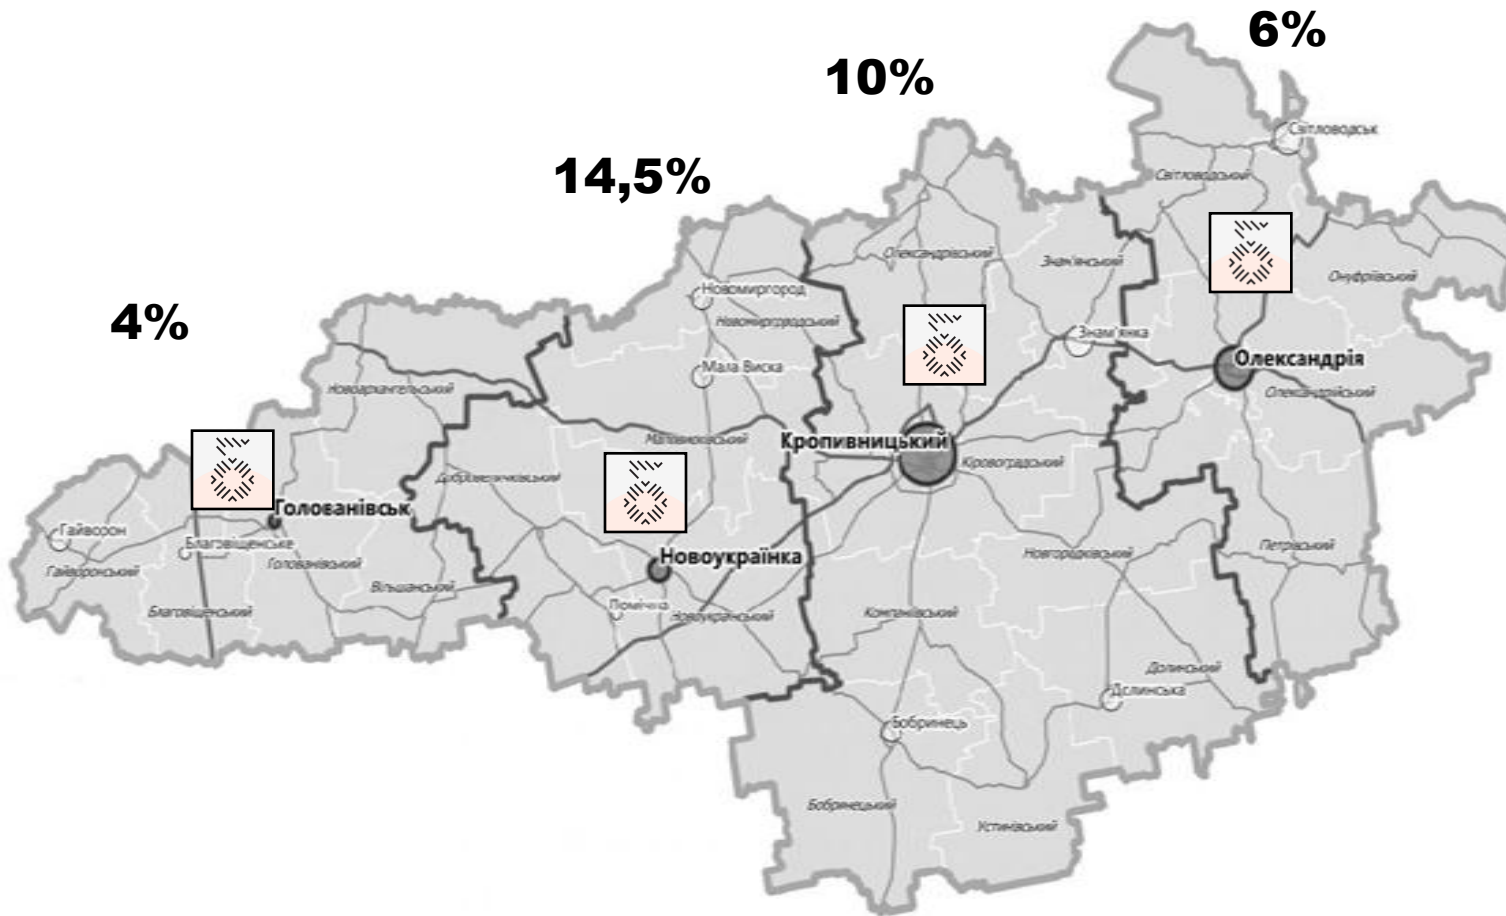 6%
10%
14,5%
4%
Світловодськ
Світловодський
Олександрівський
Знам'янський
Онуфріївський
Новомиргород
Новомиргородський
Знам'янка
Олександрія
Мала Виска
Новоархангельський
Олександрійський
Маловисківський
Кропивницький
Кіровоградський
Добровеличківський
Голованівськ
Гайворон
Благовіщенське
Гайворонський
Голованівський
Вільшанський
Благовіщенський
Новоукраїнка
Помічна
Новоукраїнський
Новгородківський
Петрівський
Компаніївський
Долинський
Долинська
Бобринець
Бобринецький
Устинівський